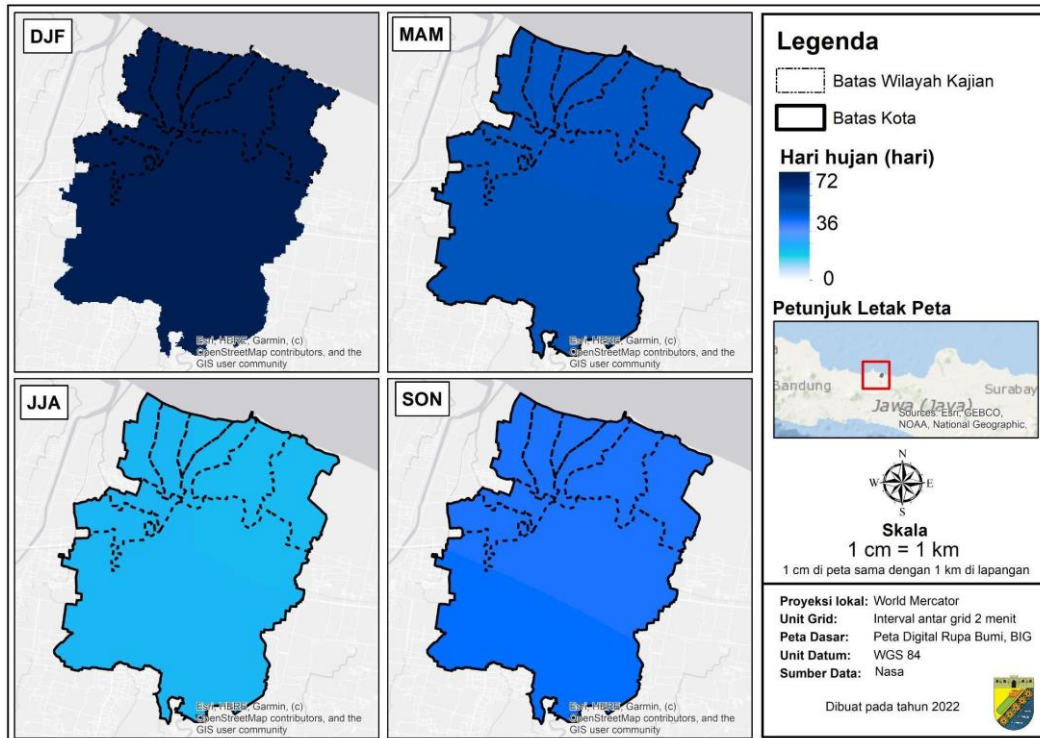 DJF
Esri, HERE, Garmin, (c)
OpenStreetMap contributors, and the
GIS user community
MAM
Esri, HERE, Garmin, (c)
OpenStreetMap contributors, and the
GIS user community
JJA
Esri, HERE, Garmin, (c)
OpenStreetMap contributors, and the
GIS user community
SON
Esri, HERE, Garmin, (c)
OpenStreetMap contributors, and the
GIS user community
Legenda
Batas Wilayah Kajian
Batas Kota
Hari hujan (hari)
72
36
0
Petunjuk Letak Peta
Bandung
Surabay
Jawa (Java)
Sources: Esri, GEBCO,
NOAA, National Geographic,
N
W E
S
Skala
1 cm = 1 km
1 cm di peta sama dengan 1 km di lapangan
Proyeksi lokal: World Mercator
Unit Grid: Interval antar grid 2 menit
Peta Dasar: Peta Digital Rupa Bumi, BIG
Unit Datum: WGS 84
Sumber Data: Nasa
Dibuat pada tahun 2022